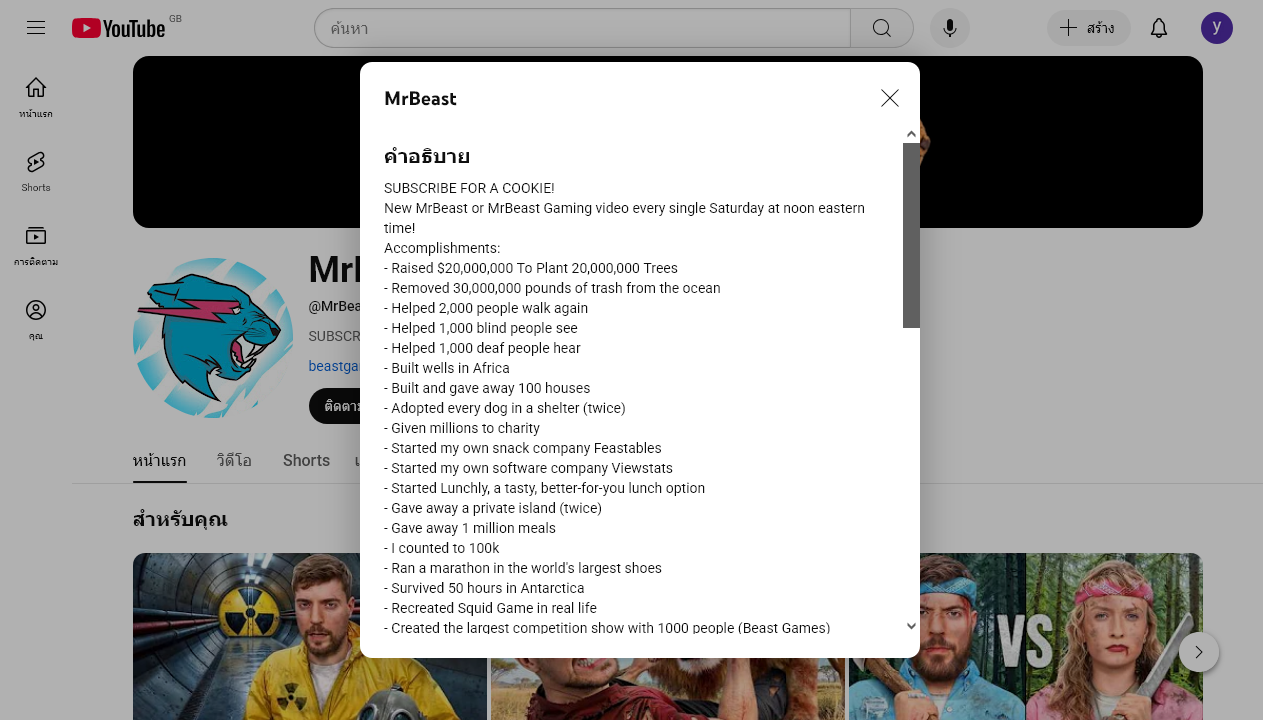 YouTube
GB
ค้นหา
สร้าง
y
หน้าแรก
Shorts
การติดตาม
คุณ
@MrBea
SUBSCR
beastga
หน้าแรก
วิดีโอ
Shorts
สำหรับคุณ
MrBeast
คำอธิบาย
SUBSCRIBE FOR A COOKIE!
New MrBeast or MrBeast Gaming video every single Saturday at noon eastern
time!
Accomplishments:
- Raised $20,000,000 To Plant 20,000,000 Trees
- Removed 30,000,000 pounds of trash from the ocean
- Helped 2,000 people walk again
- Helped 1,000 blind people see
- Helped 1,000 deaf people hear
- Built wells in Africa
- Built and gave away 100 houses
- Adopted every dog in a shelter (twice)
- Given millions to charity
- Started my own snack company Feastables
- Started my own software company Viewstats
- Started Lunchly, a tasty, better-for-you lunch option
- Gave away a private island (twice)
- Gave away 1 million meals
- I counted to 100k
- Ran a marathon in the world's largest shoes
- Survived 50 hours in Antarctica
- Recreated Squid Game in real life
- Created the largest competition show with 1000 people (Beast Games)
VS